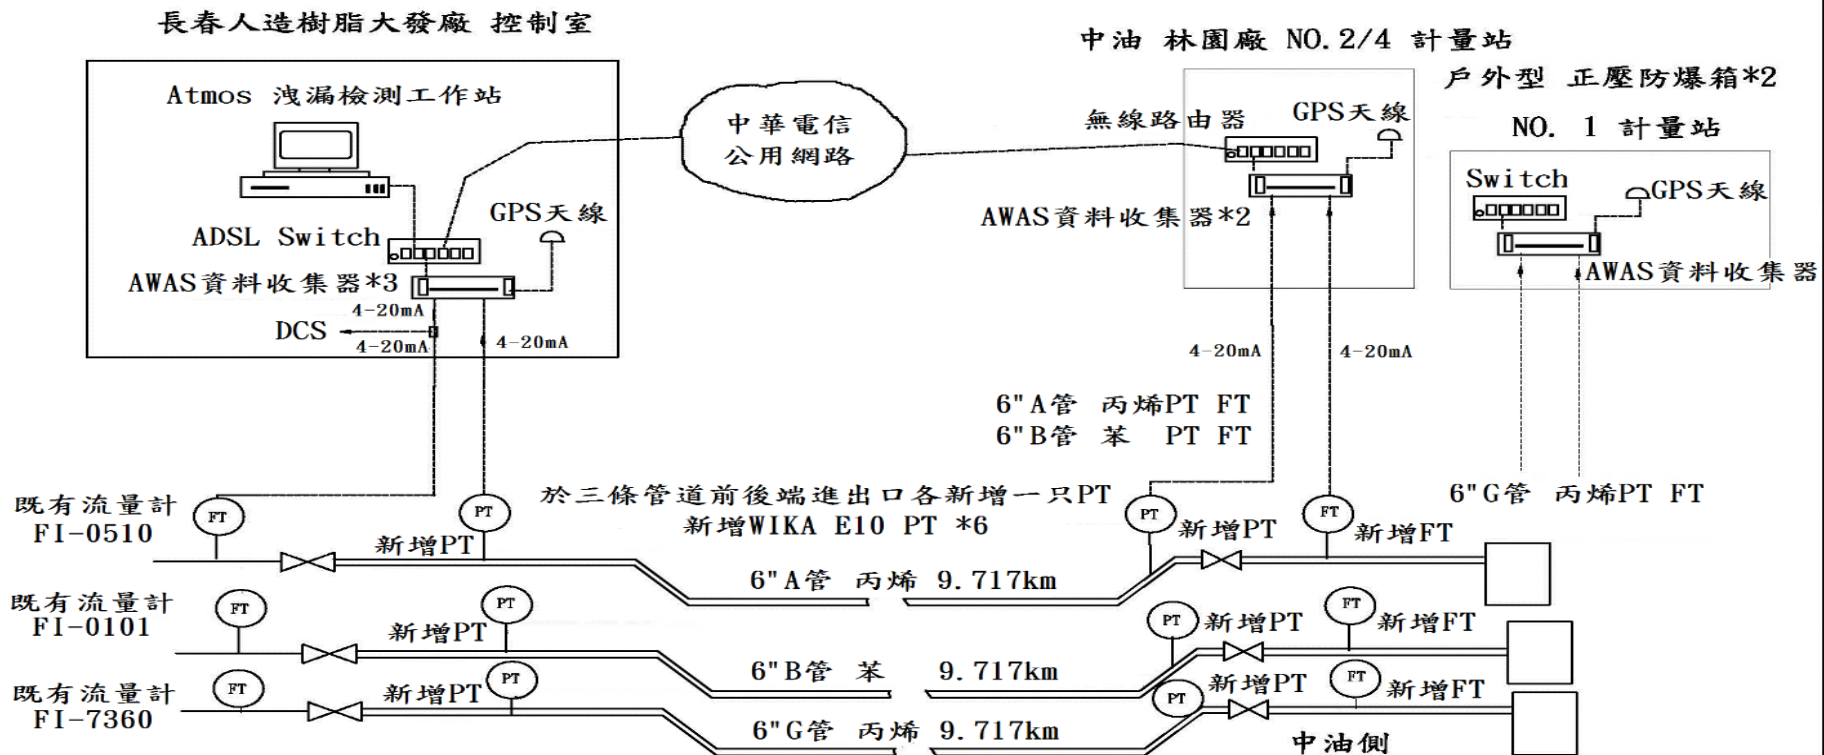 長春人造樹脂大發廠 控制室
Atmos 洩漏檢測工作站
GPS天線
ADSL Switch
AWAS資料收集器*3
4-20mA
DCS
4-20mA
4-20mA
中華電信
公用網路
中油 林園廠 NO.2/4 計量站
無線路由器
GPS天線
AWAS資料收集器*2
4-20mA
4-20mA
戶外型 正壓防爆箱*2
NO. 1 計量站
Switch
GPS天線
AWAS資料收集器
6"A管 丙烯PT FT
6"B管 苯 PT FT
6"G管 丙烯PT FT
於三條管道前後端進出口各新增一只PT
新增WIKA E10 PT *6
既有流量計
FI-0510
FT
新增PT
PT
6"A管 丙烯 9.717km
PT
新增PT
FT
新增FT
既有流量計
FI-0101
FT
新增PT
PT
6"B管 苯 9.717km
PT
新增PT
FT
新增FT
既有流量計
FI-7360
FT
新增PT
PT
6"G管 丙烯 9.717km
PT
新增PT
FT
新增FT
中油側